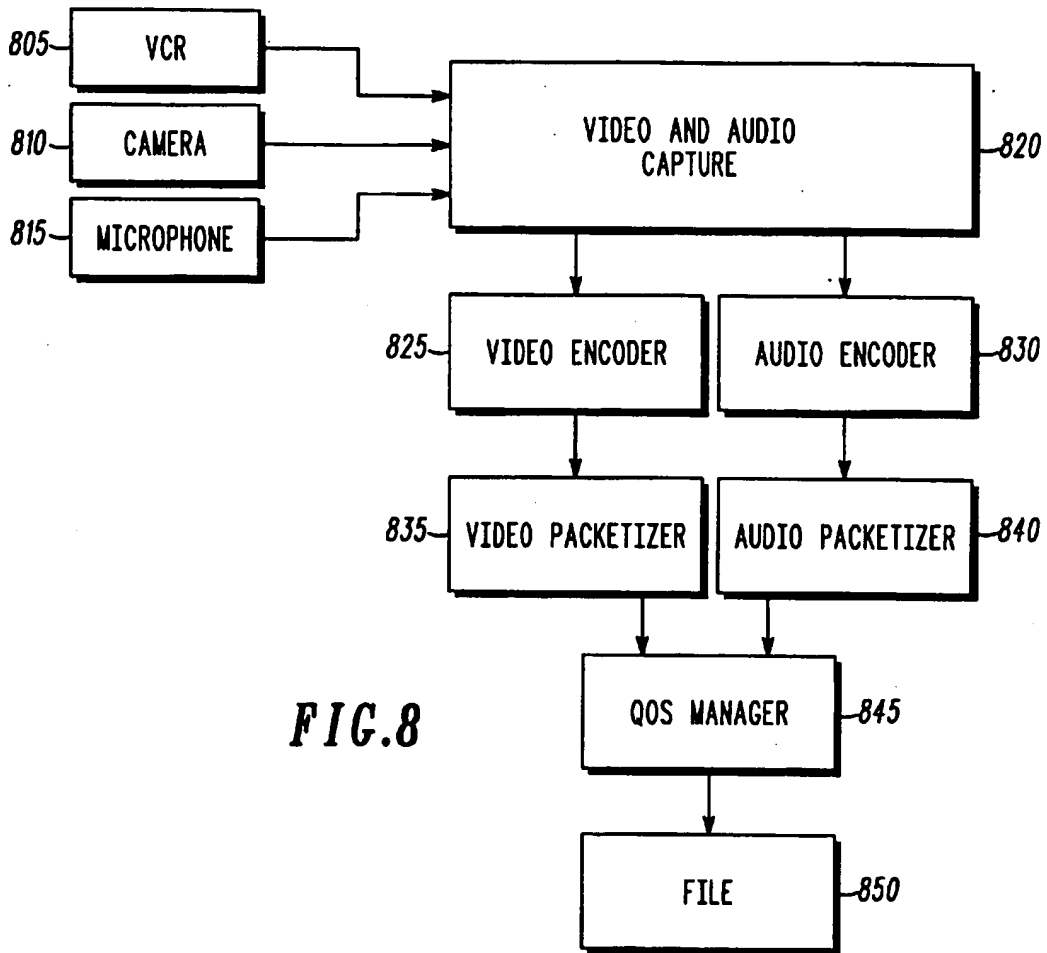 805
VCR
810
CAMERA
815
MICROPHONE
VIDEO AND AUDIO
CAPTURE
820
825
VIDEO ENCODER
AUDIO ENCODER
830
835
VIDEO PACKETIZER
AUDIO PACKETIZER
840
QOS MANAGER
845
FIG.8
FILE
850